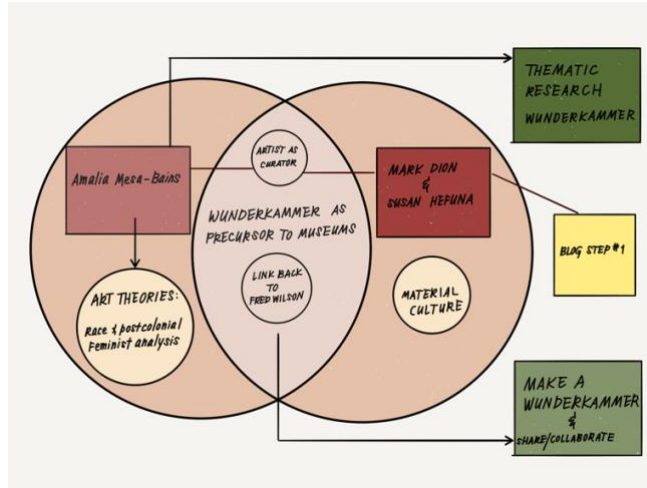 THEMATIC
RESEARCH
WUNDERKAMMER
ARTIST AS
CURATOR
Amalia Mesa-Bains
MARK DION
&
SUSAN HEFUNA
WUNDERKAMMER AS
PRECURSOR TO MUSEUMS
BLOG STEP #1
LINK BACK
TO
FRED WILSON
ART THEORIES:
Race & postcolonial
Feminist analysis
MATERIAL
CULTURE
MAKE A
WUNDERKAMMER
&
SHARE/COLLABORATE